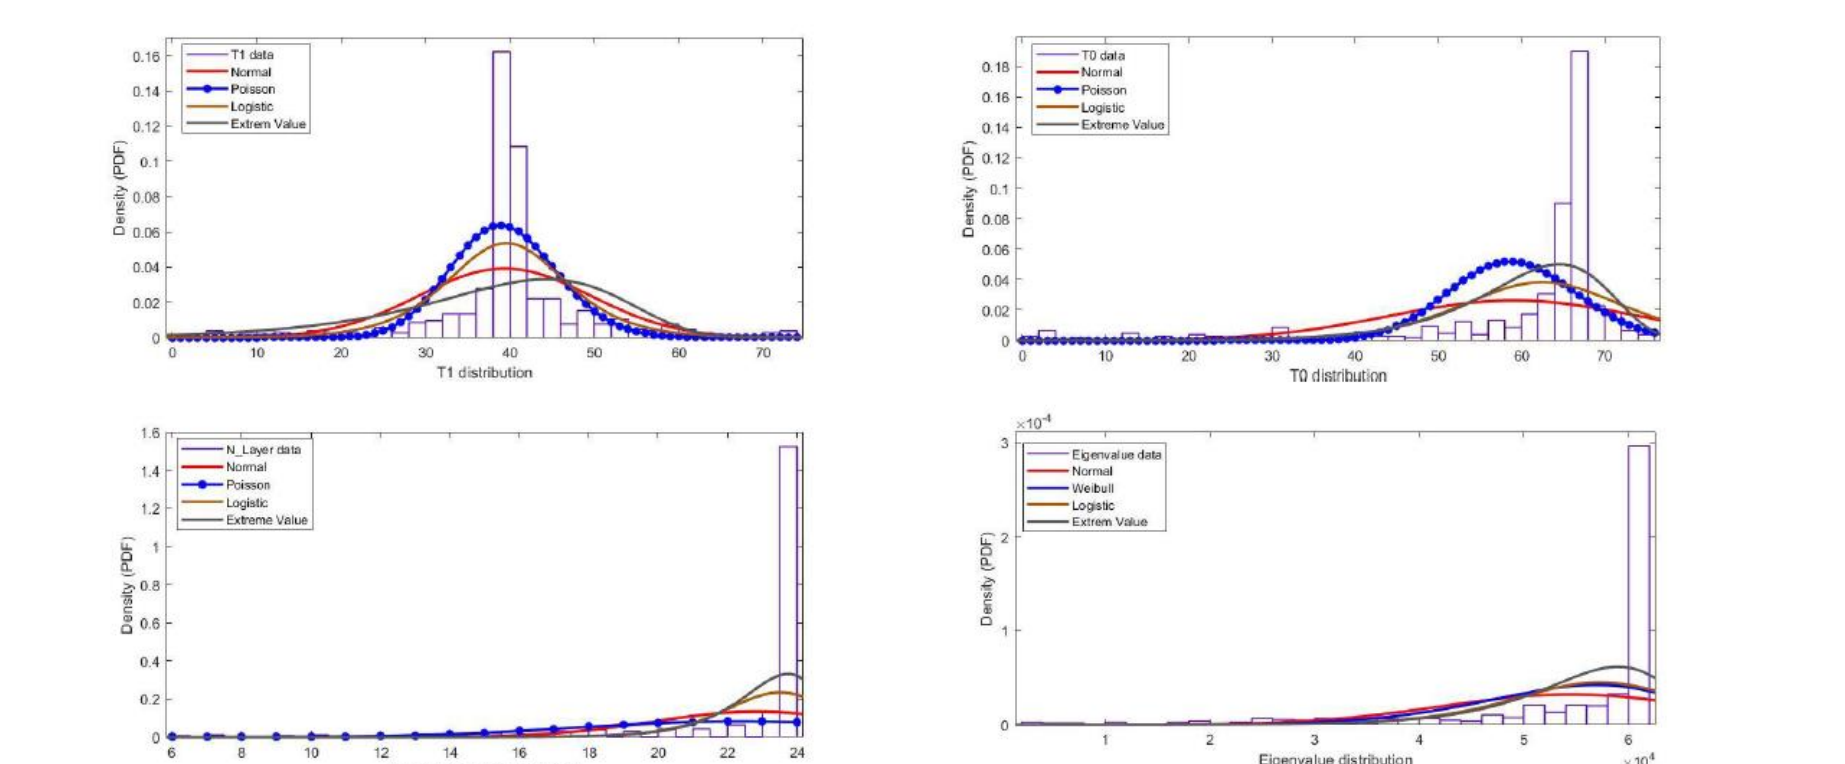 T1 data
Normal
Poisson
Logistic
Extrem Value
0.16
0.14
0.12
0.1
0.08
0.06
0.04
0.02
0
Density (PDF)
0 10 20 30 40 50 60 70
T1 distribution
T0 data
Normal
Poisson
Logistic
Extreme Value
0.18
0.16
0.14
0.12
0.1
0.08
0.06
0.04
0.02
0
Density (PDF)
0 10 20 30 40 50 60 70
T0 distribution
N_Layer data
Normal
Poisson
Logistic
Extreme Value
1.6
1.4
1.2
1
0.8
0.6
0.4
0.2
0
Density (PDF)
6 8 10 12 14 16 18 20 22 24
×10⁻⁴
Eigenvalue data
Normal
Weibull
Logistic
Extrem Value
3
2
1
0
Density (PDF)
1 2 3 4 5 6
Eigenvalue distribution
×10⁴